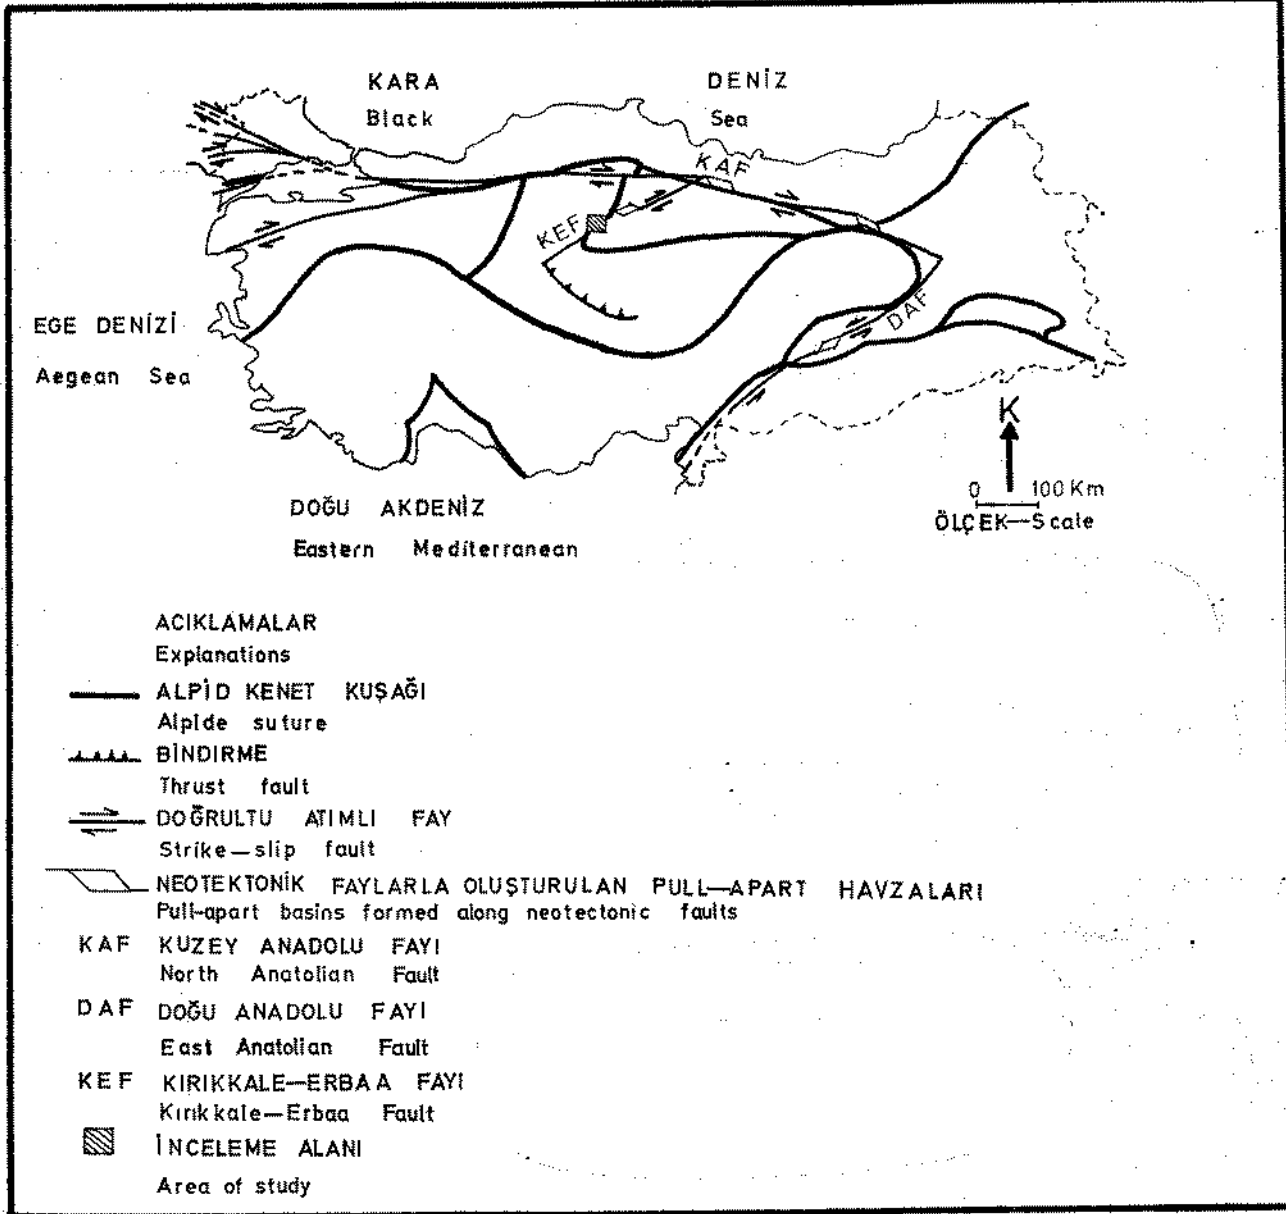 KARA DENİZ
Black Sea
KAF
KEF
DAF
EGE DENİZİ
Aegean Sea
K
0 100 Km
ÖLÇEK—Scale
DOĞU AKDENİZ
Eastern Mediterranean
ACIKLAMALAR
Explanations
ALPİD KENET KUŞAĞI
Alpide suture
BİNDIRME
Thrust fault
DOĞRULTU ATIMLI FAY
Strike—slip fault
NEOTEKTONİK FAYLARLA OLUŞTURULAN PULL—APART HAVZALARI
Pull-apart basins formed along neotectonic faults
KAF KUZEY ANADOLU FAYI
North Anatolian Fault
DAF DOĞU ANADOLU FAYI
East Anatolian Fault
KEF KIRIKKALE—ERBAA FAYI
Kırıkkale—Erbaa Fault
İNCELEME ALANI
Area of study